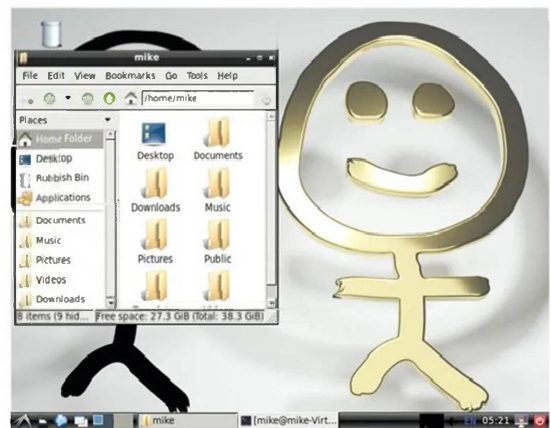 mike
File Edit View Bookmarks Go Tools Help
/home/mike
Places
Home Folder
Desktop
Rubbish Bin
Applications
Documents
Music
Pictures
Videos
Downloads
Desktop Documents
Downloads Music
Pictures Public
8 items (9 hid... Free space: 27.3 GiB (Total: 38.3 GiB)
mike [mike@mike-Virt... EN 05:21